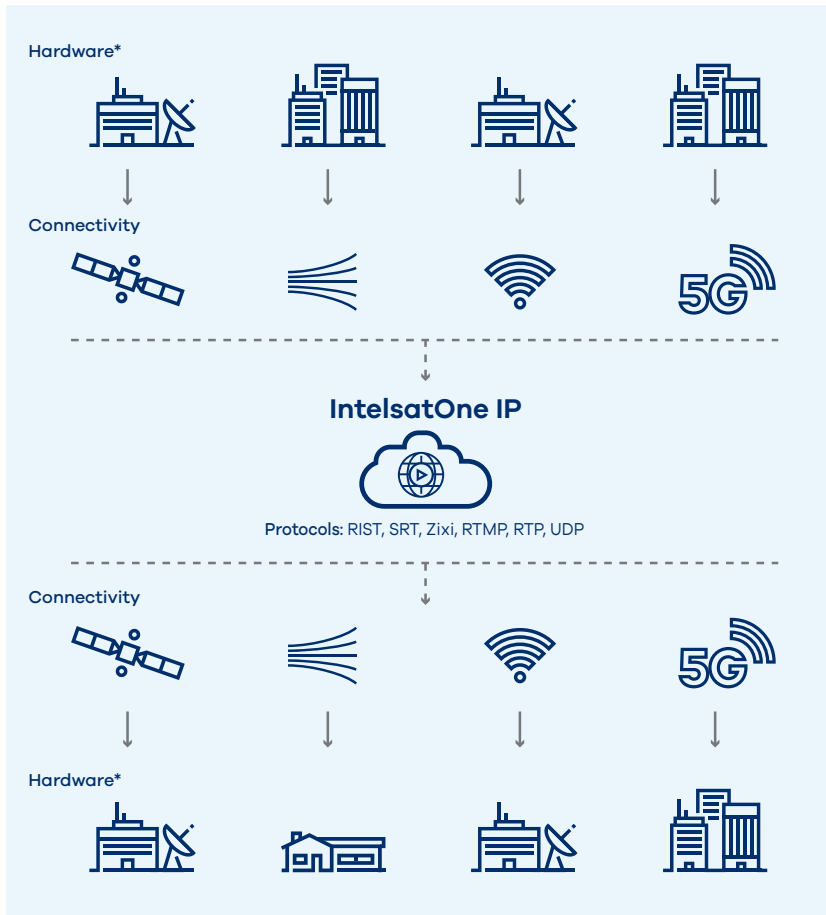 Hardware*
Connectivity
5G
IntelsatOne IP
Protocols: RIST, SRT, Zixi, RTMP, RTP, UDP
Connectivity
5G
Hardware*